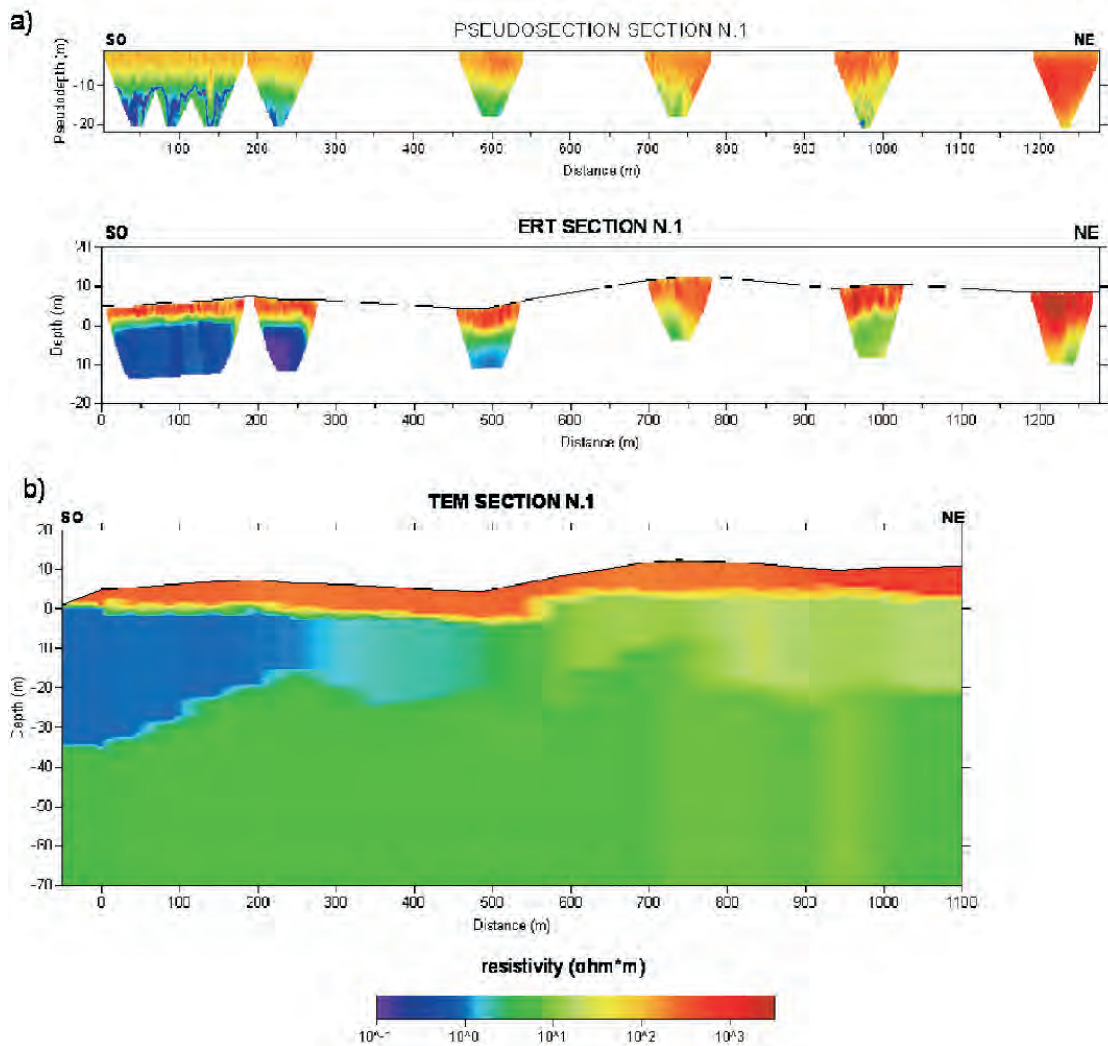 a)
PSEUDOSECTION SECTION N.1
SO
NE
Pseudodepth (m)
-10
-20
100 200 300 400 500 600 700 800 900 1000 1100 1200
Distance (m)
ERT SECTION N.1
SO
NE
Depth (m)
20
10
0
10
-20
0 100 200 300 400 500 600 700 800 900 1000 1100 1200
Distance (m)
b)
TEM SECTION N.1
SO
NE
Depth (m)
20
10
0
-10
-20
-30
-40
-50
-60
-70
0 100 200 300 400 500 600 700 800 900 1000 1100
Distance (m)
resistivity (ohm*m)
10^-1 10^0 10^1 10^2 10^3